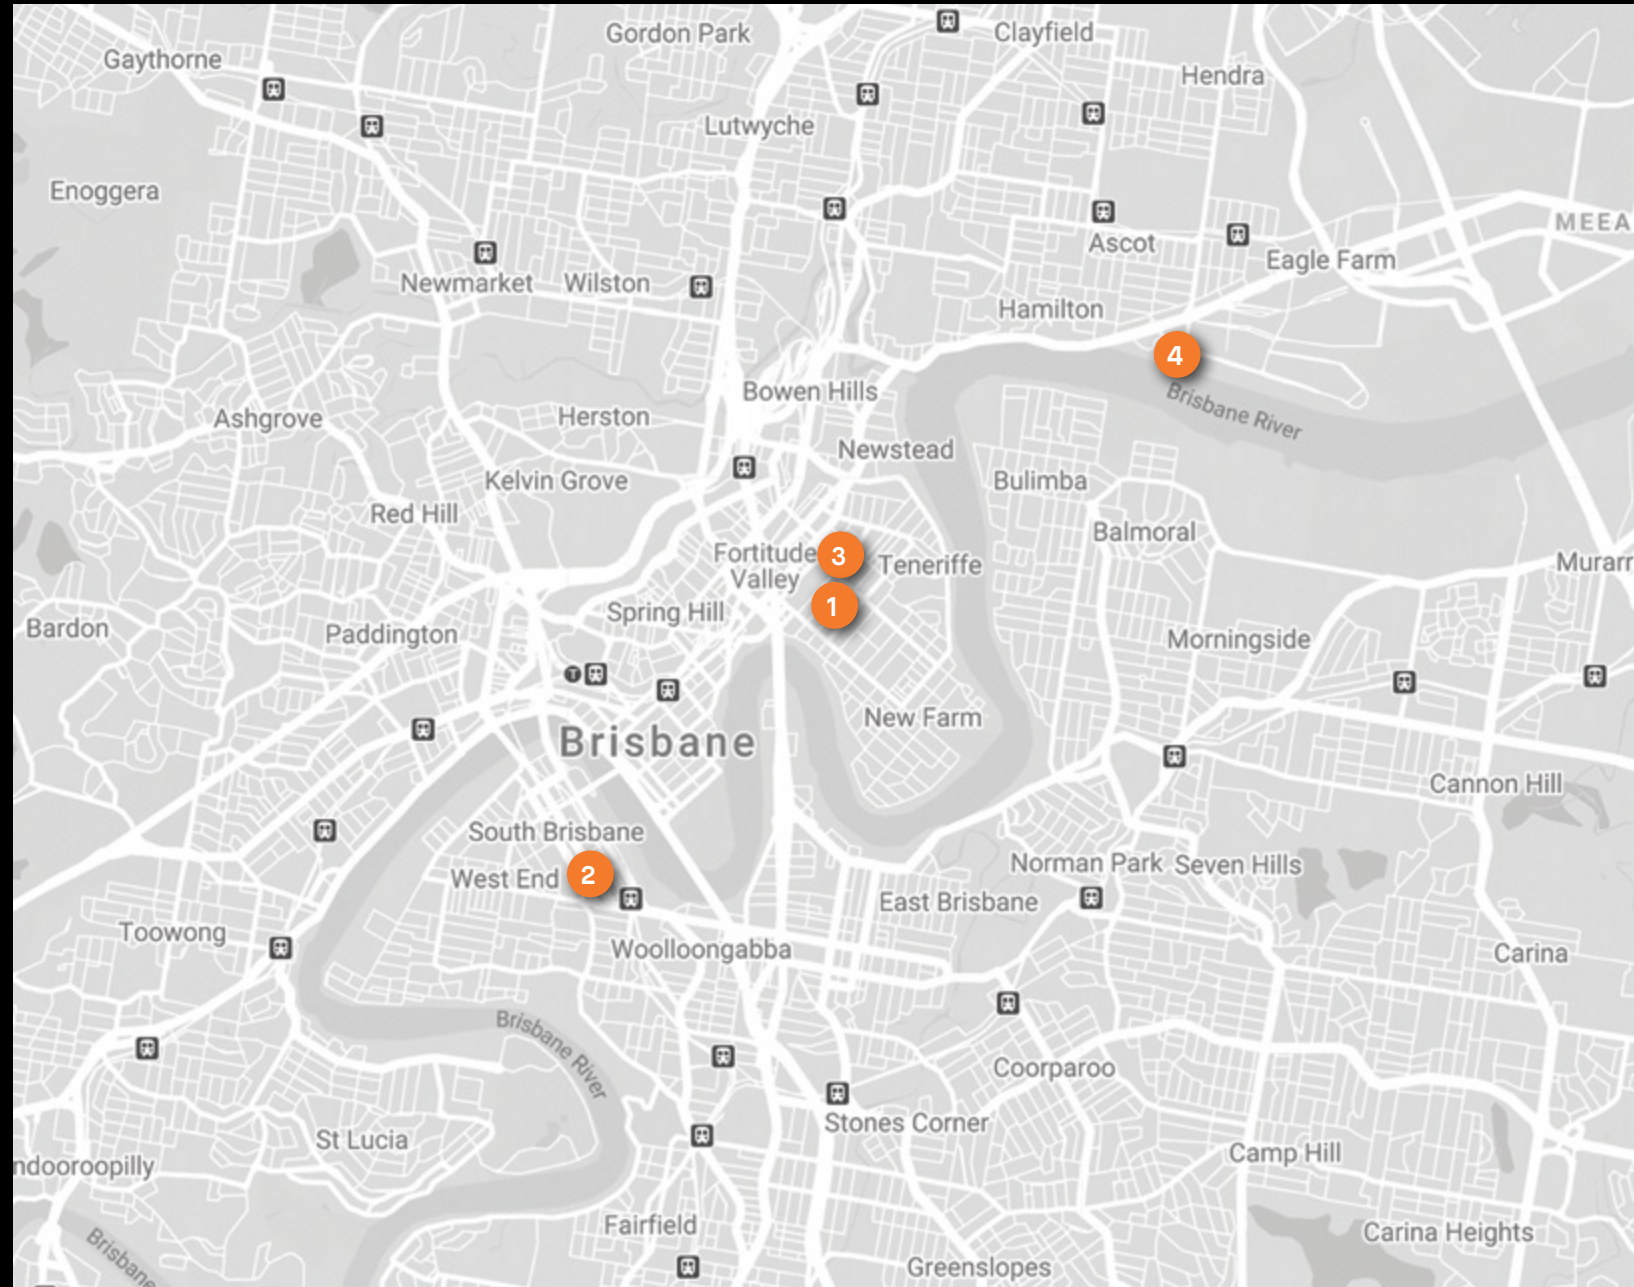 Gordon Park
Clayfield
Gaythorne
Hendra
Lutwyche
Enoggera
MEEA
Ascot
Eagle Farm
Newmarket
Wilston
Hamilton
4
Bowen Hills
Brisbane River
Ashgrove
Herston
Newstead
Kelvin Grove
Bulimba
Red Hill
Balmoral
Fortitude
Valley
3
Teneriffe
Murarr
1
Spring Hill
Bardon
Paddington
Morningside
T
New Farm
Brisbane
Cannon Hill
South Brisbane
West End
2
Norman Park
Seven Hills
East Brisbane
Toowong
Woolloongabba
Carina
Brisbane River
Coorparoo
Stones Corner
St Lucia
Camp Hill
ndooroopilly
Fairfield
Carina Heights
Brisbane
Greenslopes